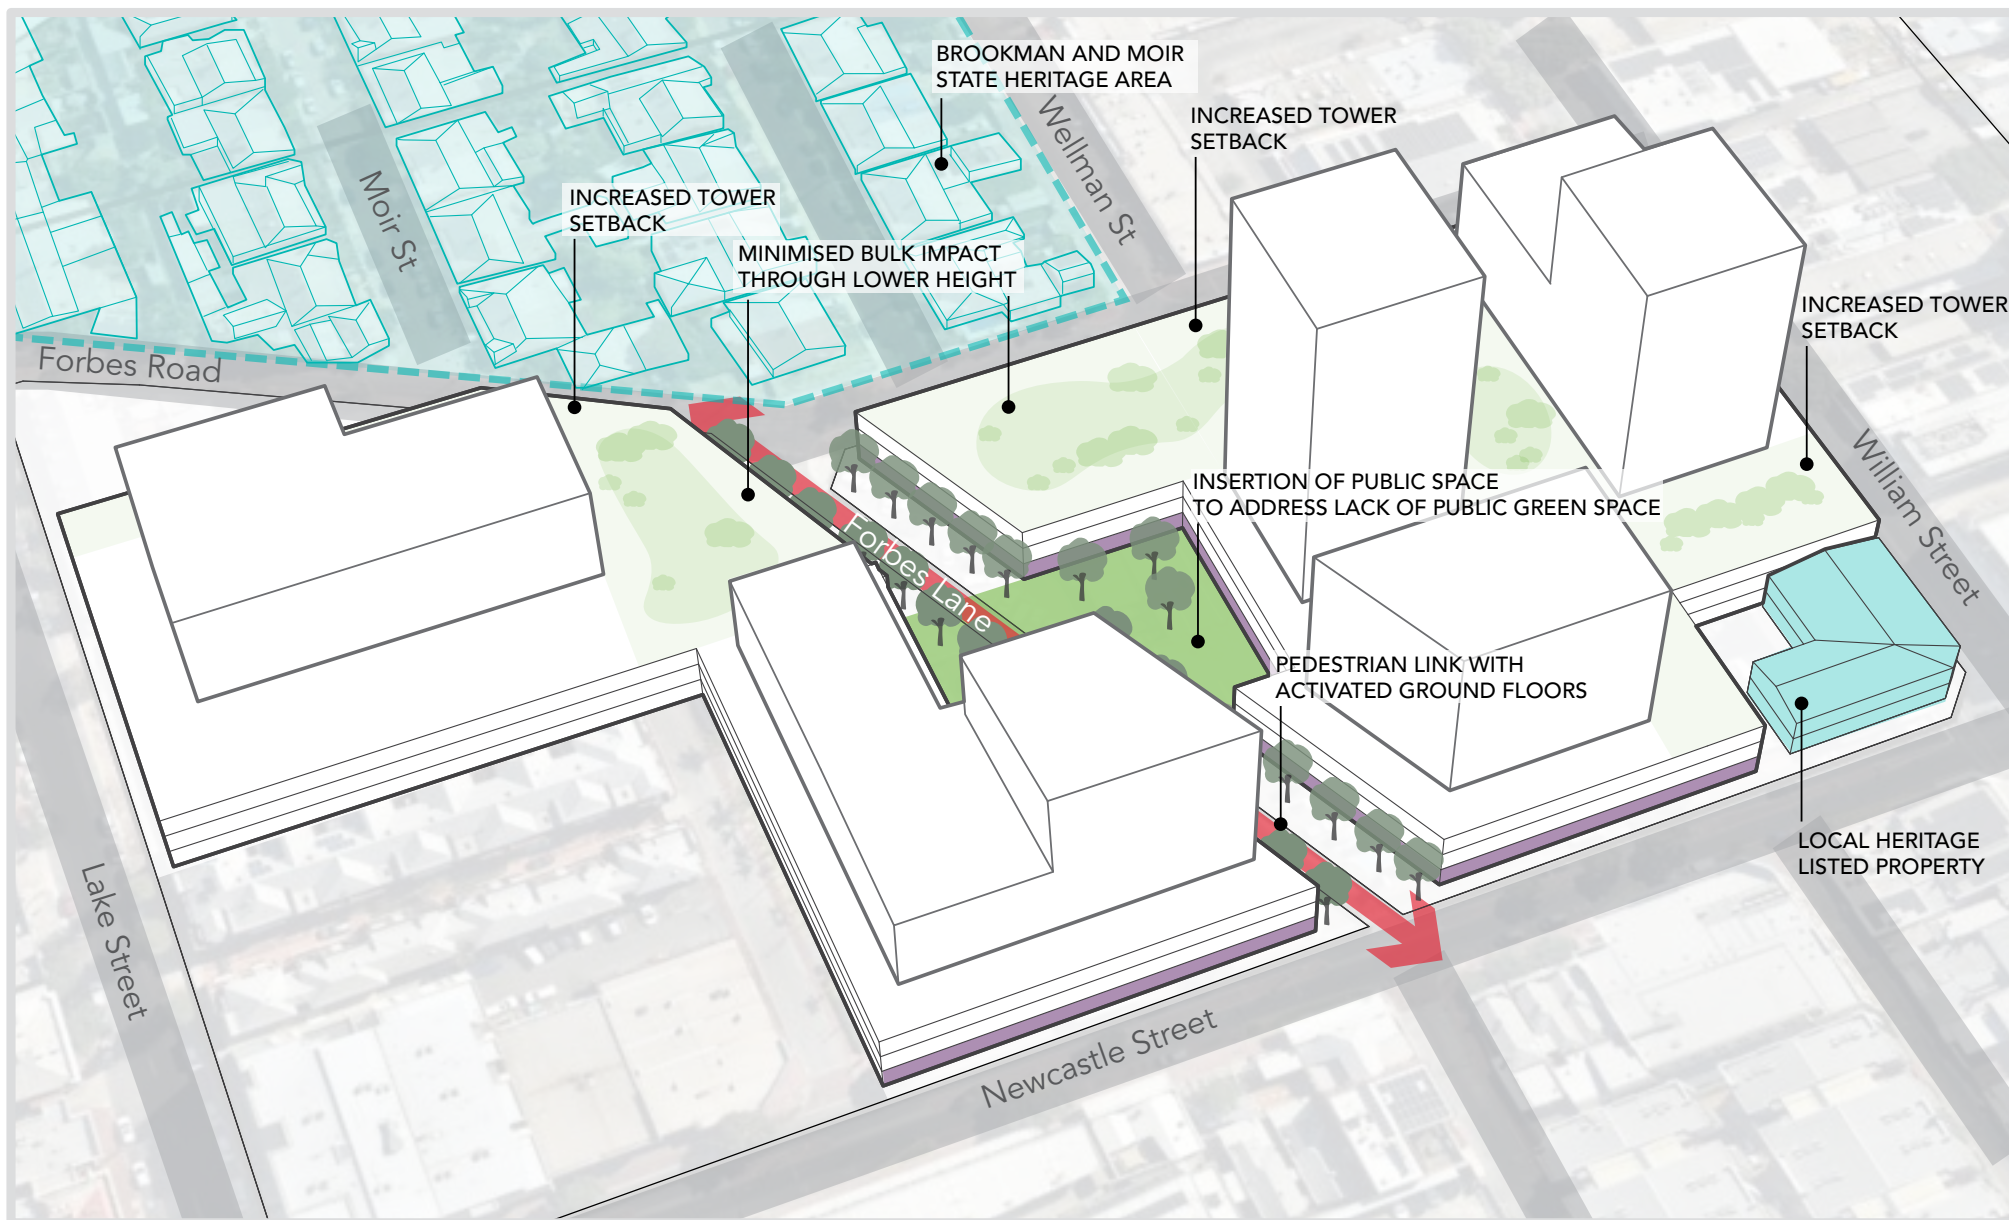 BROOKMAN AND MOIR
STATE HERITAGE AREA
Wellman St
INCREASED TOWER
SETBACK
Moir St
INCREASED TOWER
SETBACK
MINIMISED BULK IMPACT
THROUGH LOWER HEIGHT
INCREASED TOWER
SETBACK
Forbes Road
William Street
INSERTION OF PUBLIC SPACE
TO ADDRESS LACK OF PUBLIC GREEN SPACE
Forbes Lane
PEDESTRIAN LINK WITH
ACTIVATED GROUND FLOORS
LOCAL HERITAGE
LISTED PROPERTY
Lake Street
Newcastle Street